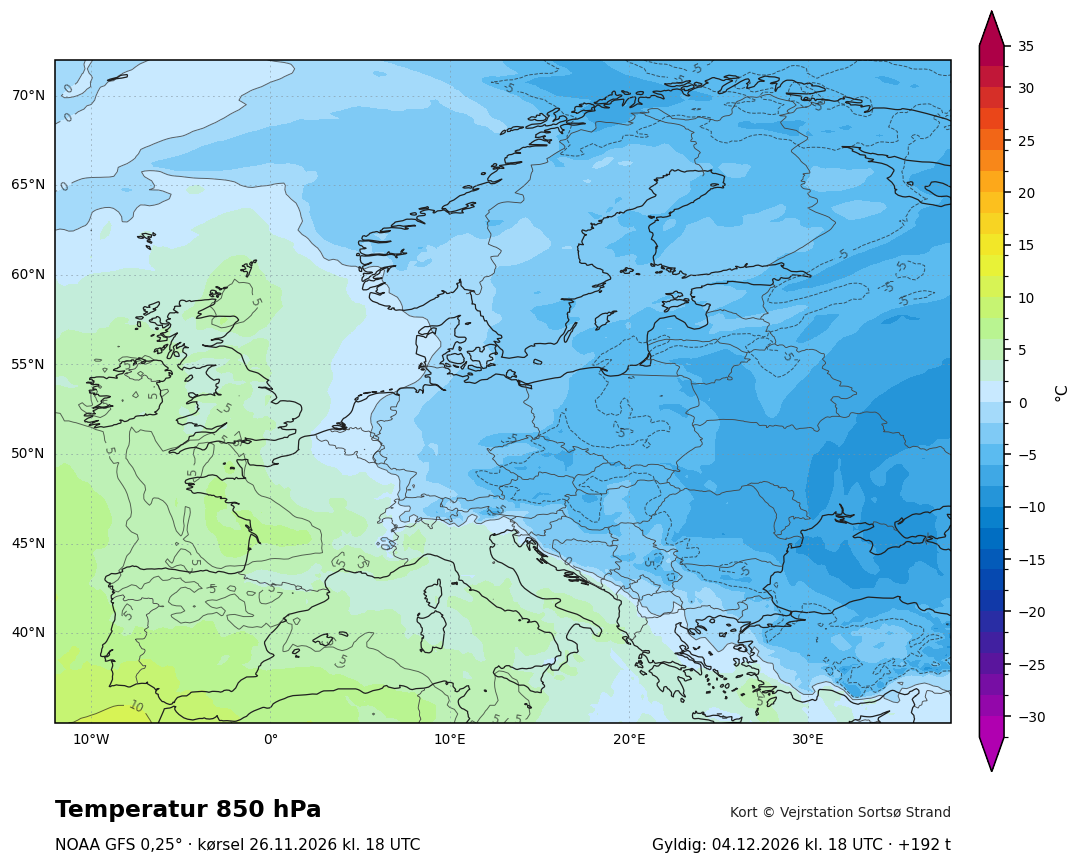 70°N
65°N
60°N
55°N
50°N
45°N
40°N
10°W
0°
10°E
20°E
30°E
35
30
25
20
15
10
5
0
−5
−10
−15
−20
−25
−30
°C
Temperatur 850 hPa
Kort © Vejrstation Sortsø Strand
NOAA GFS 0,25° · kørsel 26.11.2026 kl. 18 UTC
Gyldig: 04.12.2026 kl. 18 UTC · +192 t